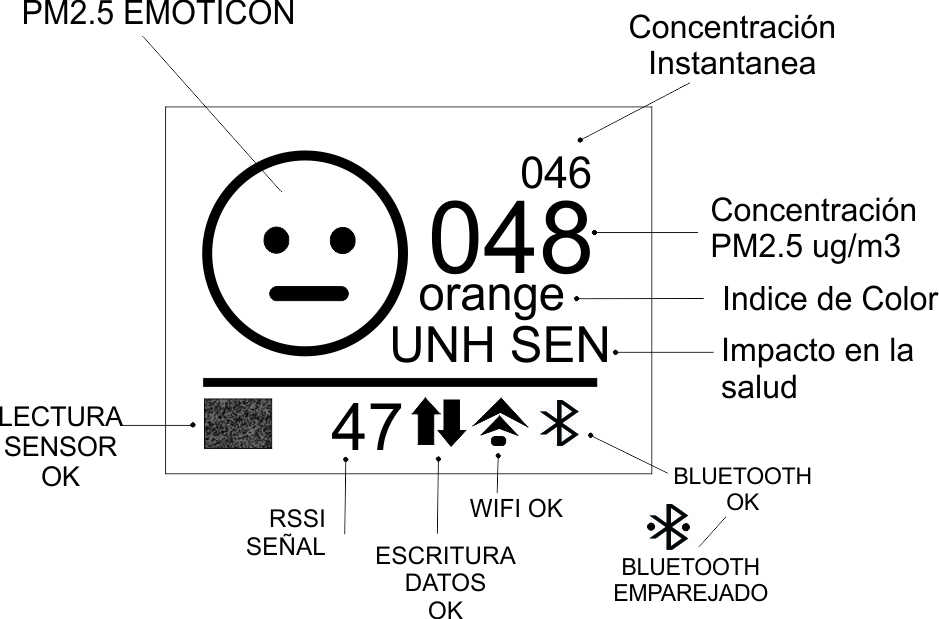 PM2.5 EMOTICON
Concentración
Instantanea
046
048
Concentración
PM2.5 ug/m3
orange
Indice de Color
UNH SEN
Impacto en la
salud
LECTURA
SENSOR
OK
47
RSSI
SEÑAL
ESCRITURA
DATOS
OK
WIFI OK
BLUETOOTH
OK
BLUETOOTH
EMPAREJADO